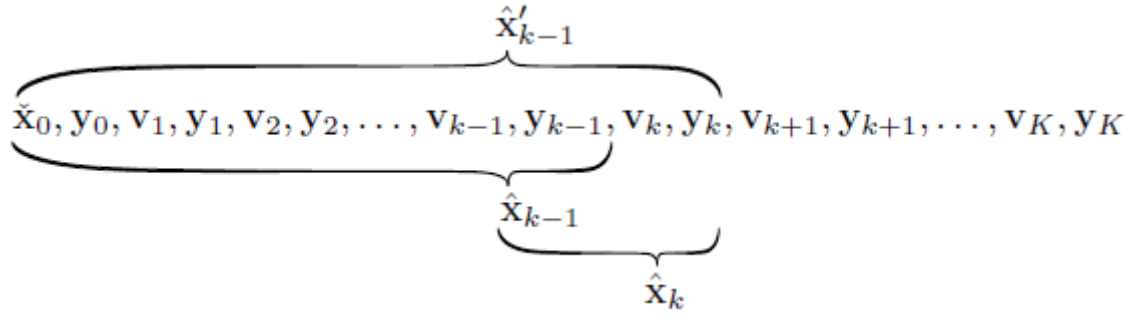 x̂′ₖ₋₁
x̌₀, y₀, v₁, y₁, v₂, y₂, …, vₖ₋₁, yₖ₋₁, vₖ, yₖ, vₖ₊₁, yₖ₊₁, …, v_K, y_K
x̂ₖ₋₁
x̂ₖ